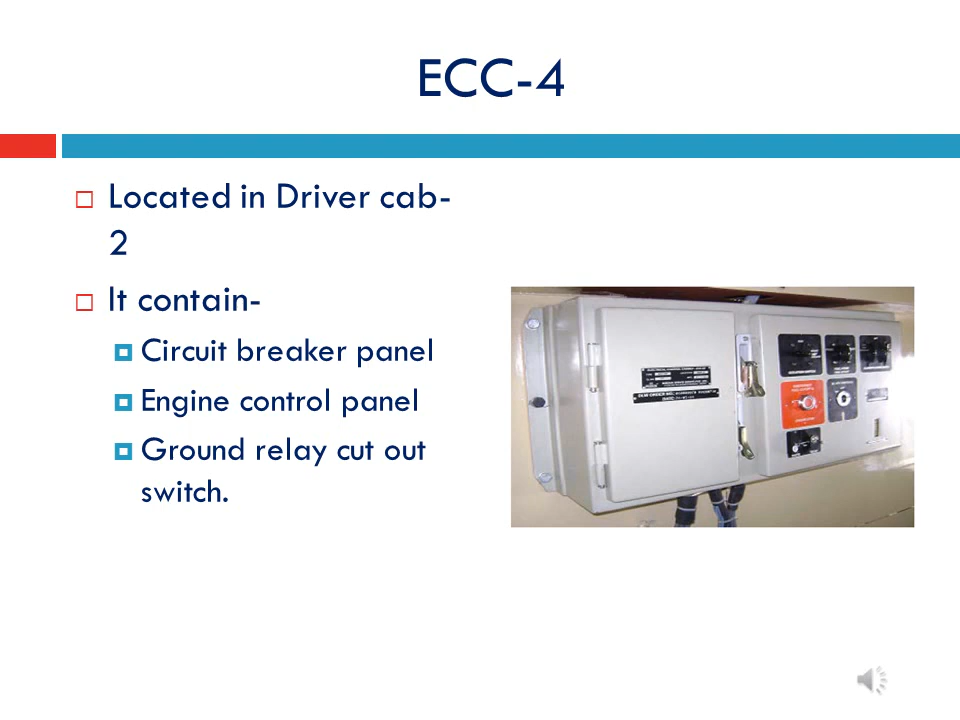 ECC-4
Located in Driver cab-
2
It contain-
Circuit breaker panel
Engine control panel
Ground relay cut out
switch.